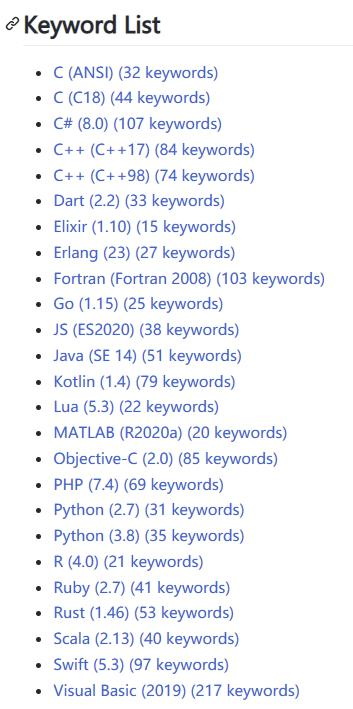 Keyword List
C (ANSI) (32 keywords)
C (C18) (44 keywords)
C# (8.0) (107 keywords)
C++ (C++17) (84 keywords)
C++ (C++98) (74 keywords)
Dart (2.2) (33 keywords)
Elixir (1.10) (15 keywords)
Erlang (23) (27 keywords)
Fortran (Fortran 2008) (103 keywords)
Go (1.15) (25 keywords)
JS (ES2020) (38 keywords)
Java (SE 14) (51 keywords)
Kotlin (1.4) (79 keywords)
Lua (5.3) (22 keywords)
MATLAB (R2020a) (20 keywords)
Objective-C (2.0) (85 keywords)
PHP (7.4) (69 keywords)
Python (2.7) (31 keywords)
Python (3.8) (35 keywords)
R (4.0) (21 keywords)
Ruby (2.7) (41 keywords)
Rust (1.46) (53 keywords)
Scala (2.13) (40 keywords)
Swift (5.3) (97 keywords)
Visual Basic (2019) (217 keywords)